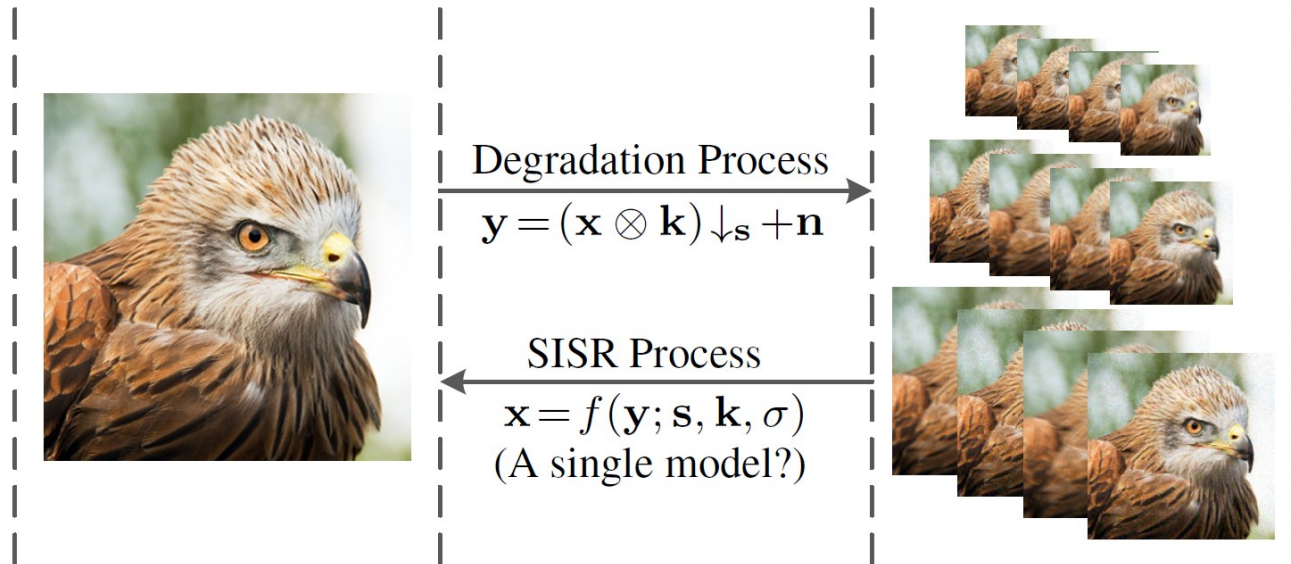 Degradation Process
y = (x ⊗ k) ↓s + n
SISR Process
x = f(y; s, k, σ)
(A single model?)